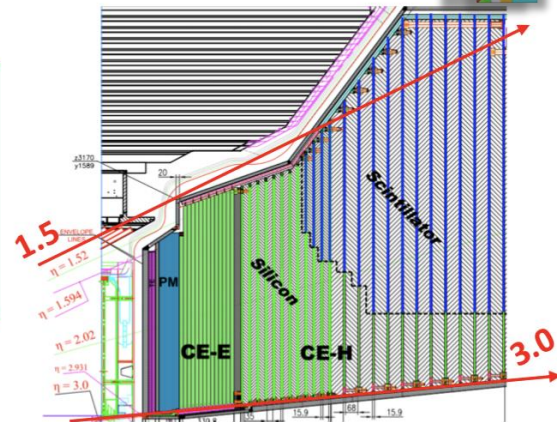 z3170
y1589
20
ENVELOPE
LINES
1.5
η = 1.52
η = 1.594
η = 2.02
η = 2.931
η = 3.0
PM
CE-E
Silicon
CE-H
Scintillator
3.0
15.9
68
15.9